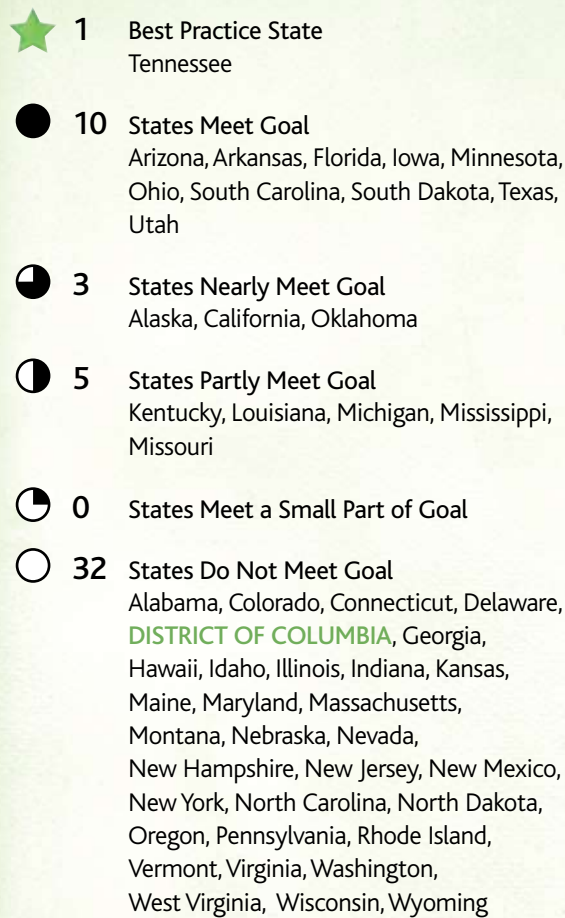 1 Best Practice State
Tennessee
10 States Meet Goal
Arizona, Arkansas, Florida, Iowa, Minnesota,
Ohio, South Carolina, South Dakota, Texas,
Utah
3 States Nearly Meet Goal
Alaska, California, Oklahoma
5 States Partly Meet Goal
Kentucky, Louisiana, Michigan, Mississippi,
Missouri
0 States Meet a Small Part of Goal
32 States Do Not Meet Goal
Alabama, Colorado, Connecticut, Delaware,
DISTRICT OF COLUMBIA, Georgia,
Hawaii, Idaho, Illinois, Indiana, Kansas,
Maine, Maryland, Massachusetts,
Montana, Nebraska, Nevada,
New Hampshire, New Jersey, New Mexico,
New York, North Carolina, North Dakota,
Oregon, Pennsylvania, Rhode Island,
Vermont, Virginia, Washington,
West Virginia, Wisconsin, Wyoming